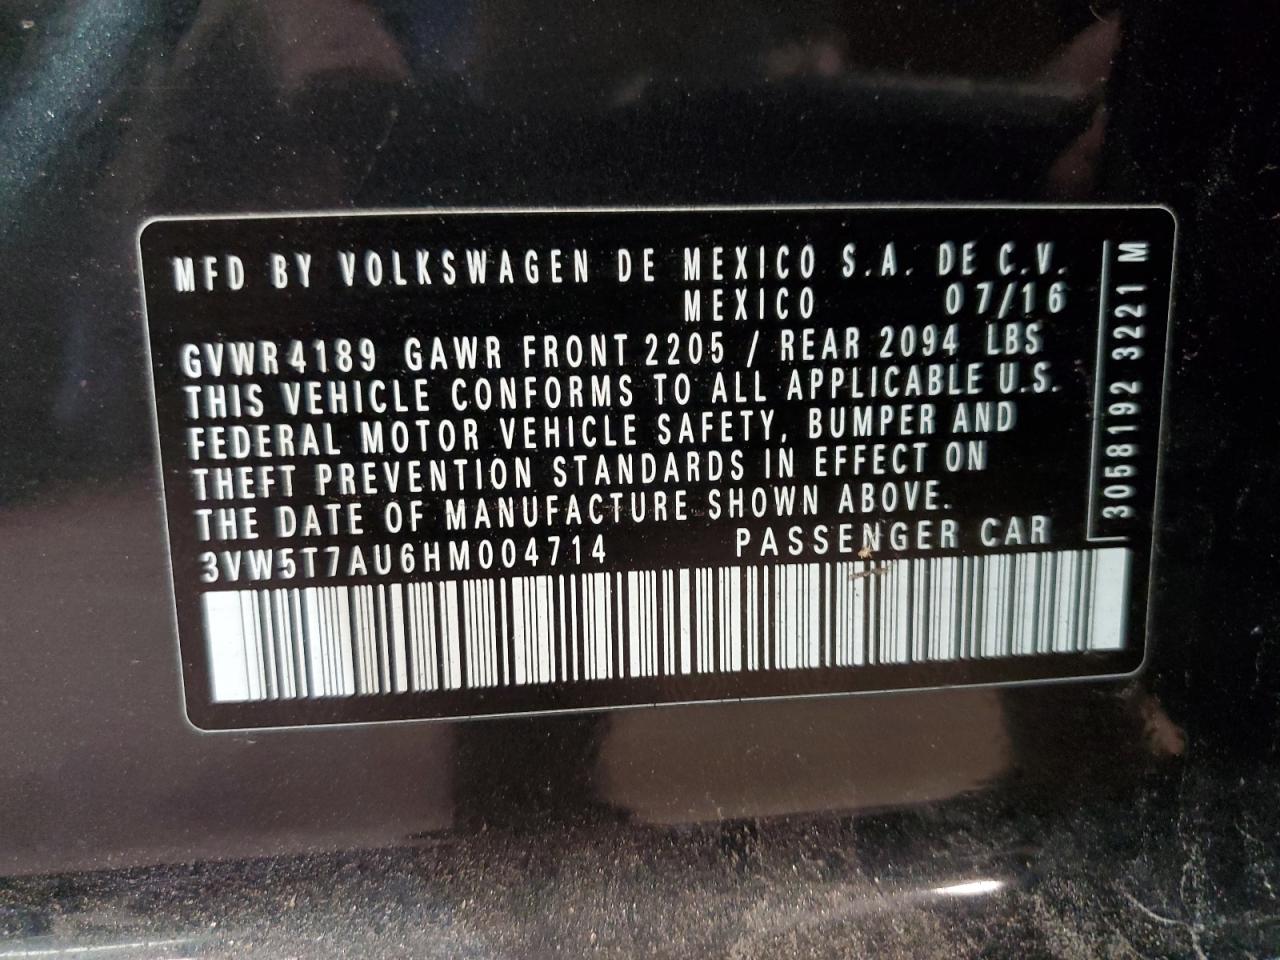 MFD BY VOLKSWAGEN DE MEXICO S.A. DE C.V.
MEXICO 07/16
GVWR 4189 GAWR FRONT 2205 / REAR 2094 LBS
THIS VEHICLE CONFORMS TO ALL APPLICABLE U.S.
FEDERAL MOTOR VEHICLE SAFETY, BUMPER AND
THEFT PREVENTION STANDARDS IN EFFECT ON
THE DATE OF MANUFACTURE SHOWN ABOVE.
3VW5T7AU6HM004714 PASSENGER CAR
3058192 3221 M